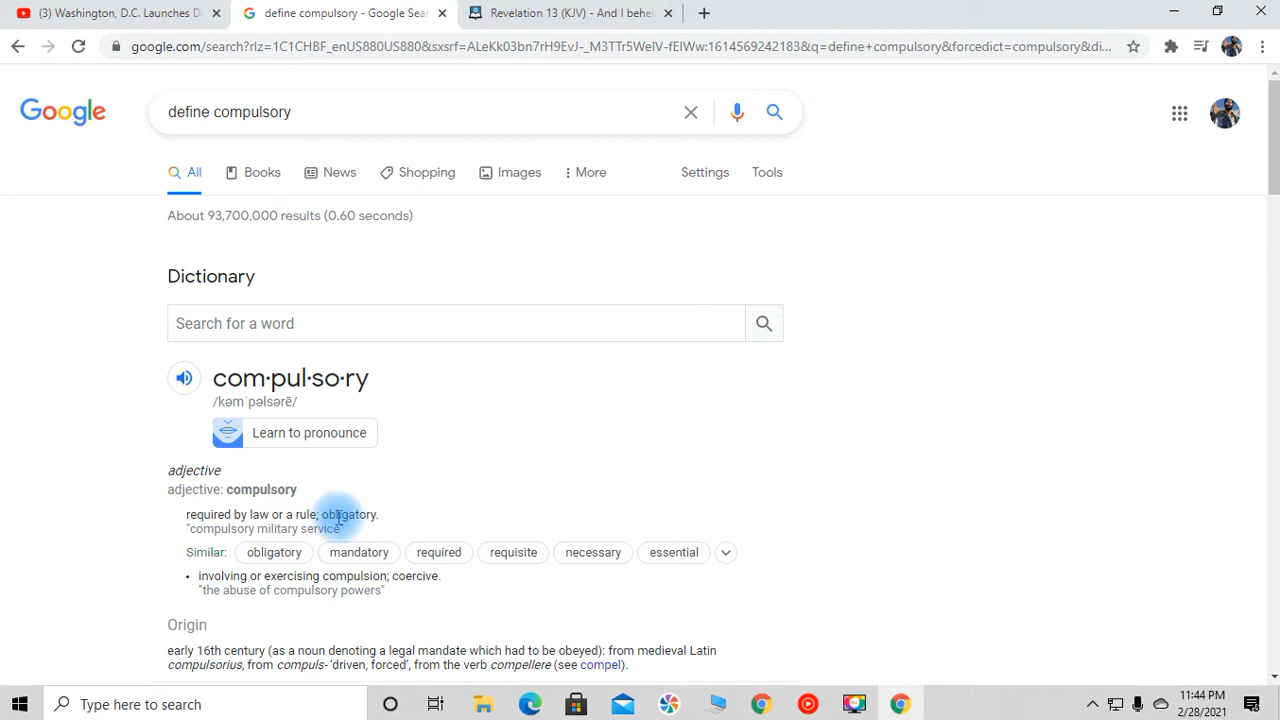 (3) Washington, D.C. Launches D
define compulsory - Google Sear
Revelation 13 (KJV) - And I behel
google.com/search?rlz=1C1CHBF_enUS880US880&sxsrf=ALeKk03bn7rH9EvJ-_M3TTr5WeIV-fEIWw:1614569242183&q=define+compulsory&forcedict=compulsory&di...
Google
define compulsory
All Books News Shopping Images More Settings Tools
About 93,700,000 results (0.60 seconds)
Dictionary
Search for a word
com·pul·so·ry
/kəmˈpəlsərē/
Learn to pronounce
adjective
adjective: compulsory
required by law or a rule; obligatory.
"compulsory military service"
Similar: obligatory mandatory required requisite necessary essential
• involving or exercising compulsion; coercive.
"the abuse of compulsory powers"
Origin
early 16th century (as a noun denoting a legal mandate which had to be obeyed): from medieval Latin
compulsorius, from compuls- ‘driven, forced’, from the verb compellere (see compel).
Type here to search
11:44 PM
2/28/2021